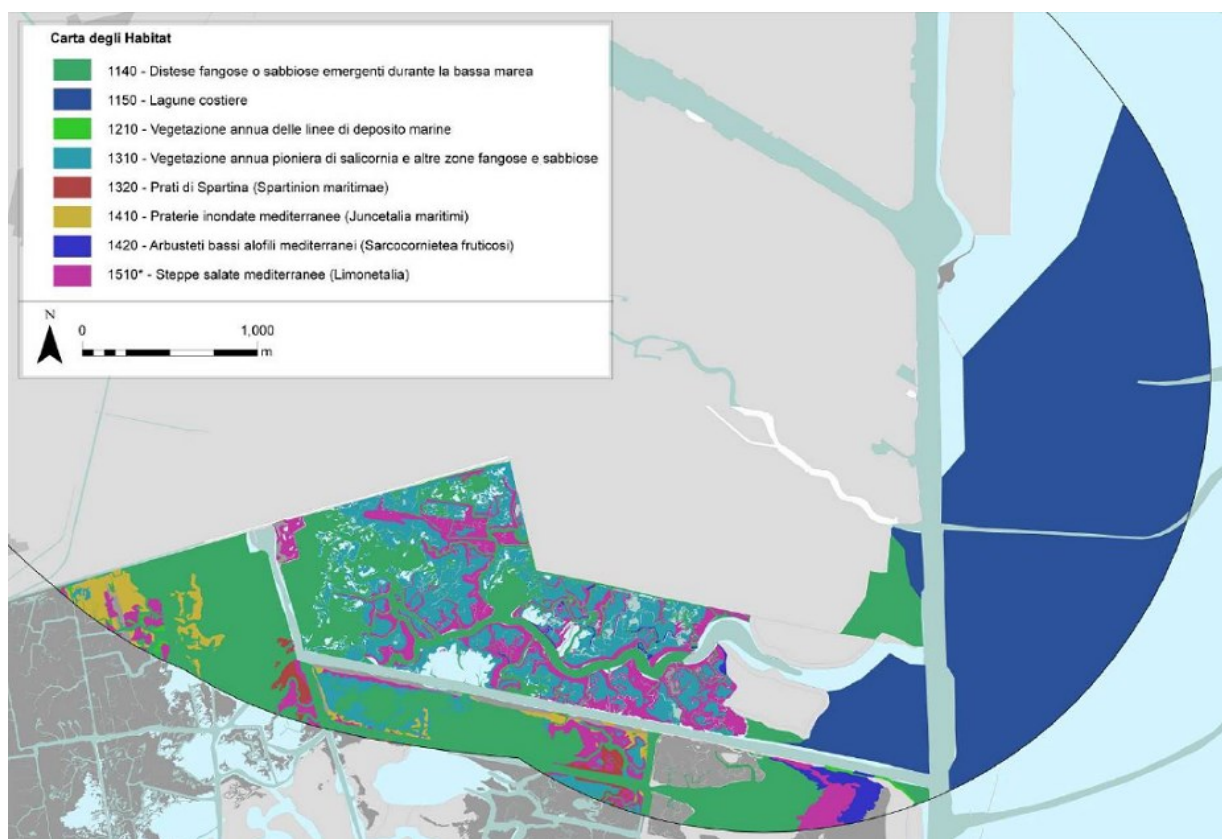 Carta degli Habitat
1140 - Distese fangose o sabbiose emergenti durante la bassa marea
1150 - Lagune costiere
1210 - Vegetazione annua delle linee di deposito marine
1310 - Vegetazione annua pioniera di salicornia e altre zone fangose e sabbiose
1320 - Prati di Spartina (Spartinion maritimae)
1410 - Praterie inondate mediterranee (Juncetalia maritimi)
1420 - Arbusteti bassi alofili mediterranei (Sarcocornietea fruticosi)
1510* - Steppe salate mediterranee (Limonetalia)
N
0 1,000
m